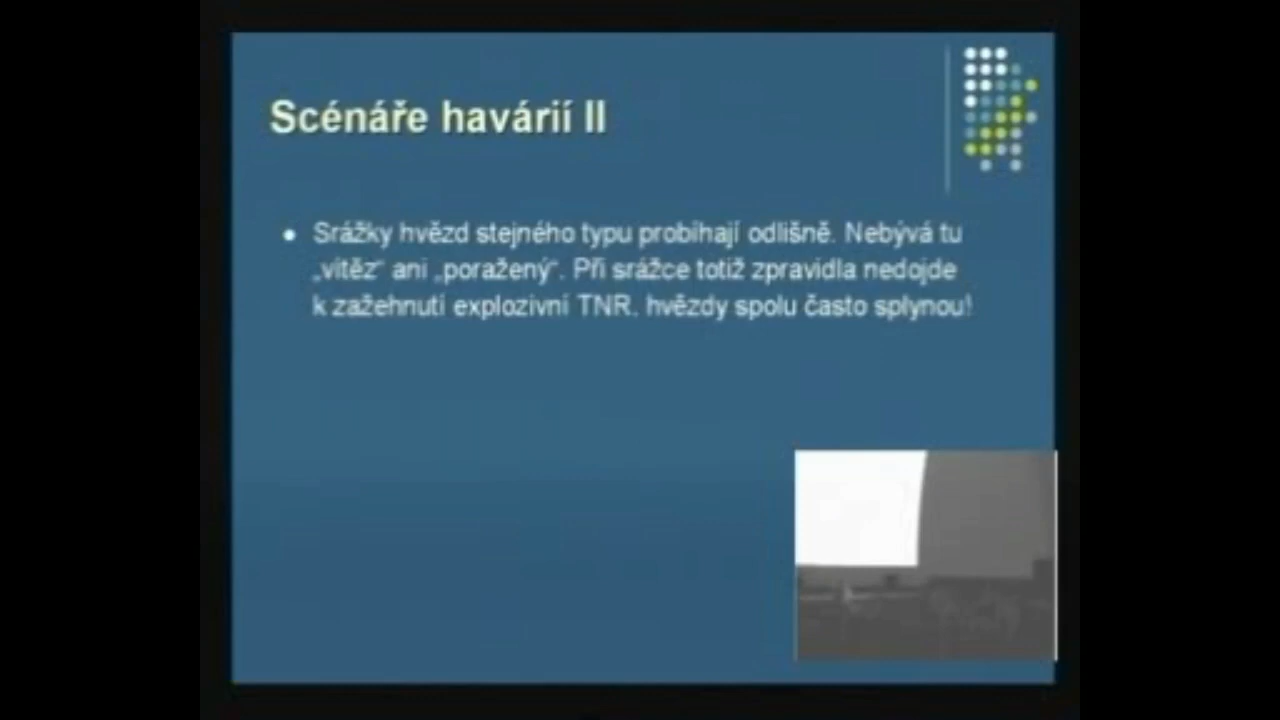 Scénáře havárií II
Srážky hvězd stejného typu probíhají odlišně. Nebývá tu
„vítěz“ ani „poražený“. Při srážce totiž zpravidla nedojde
k zažehnutí explozivní TNR. hvězdy spolu často splynou!